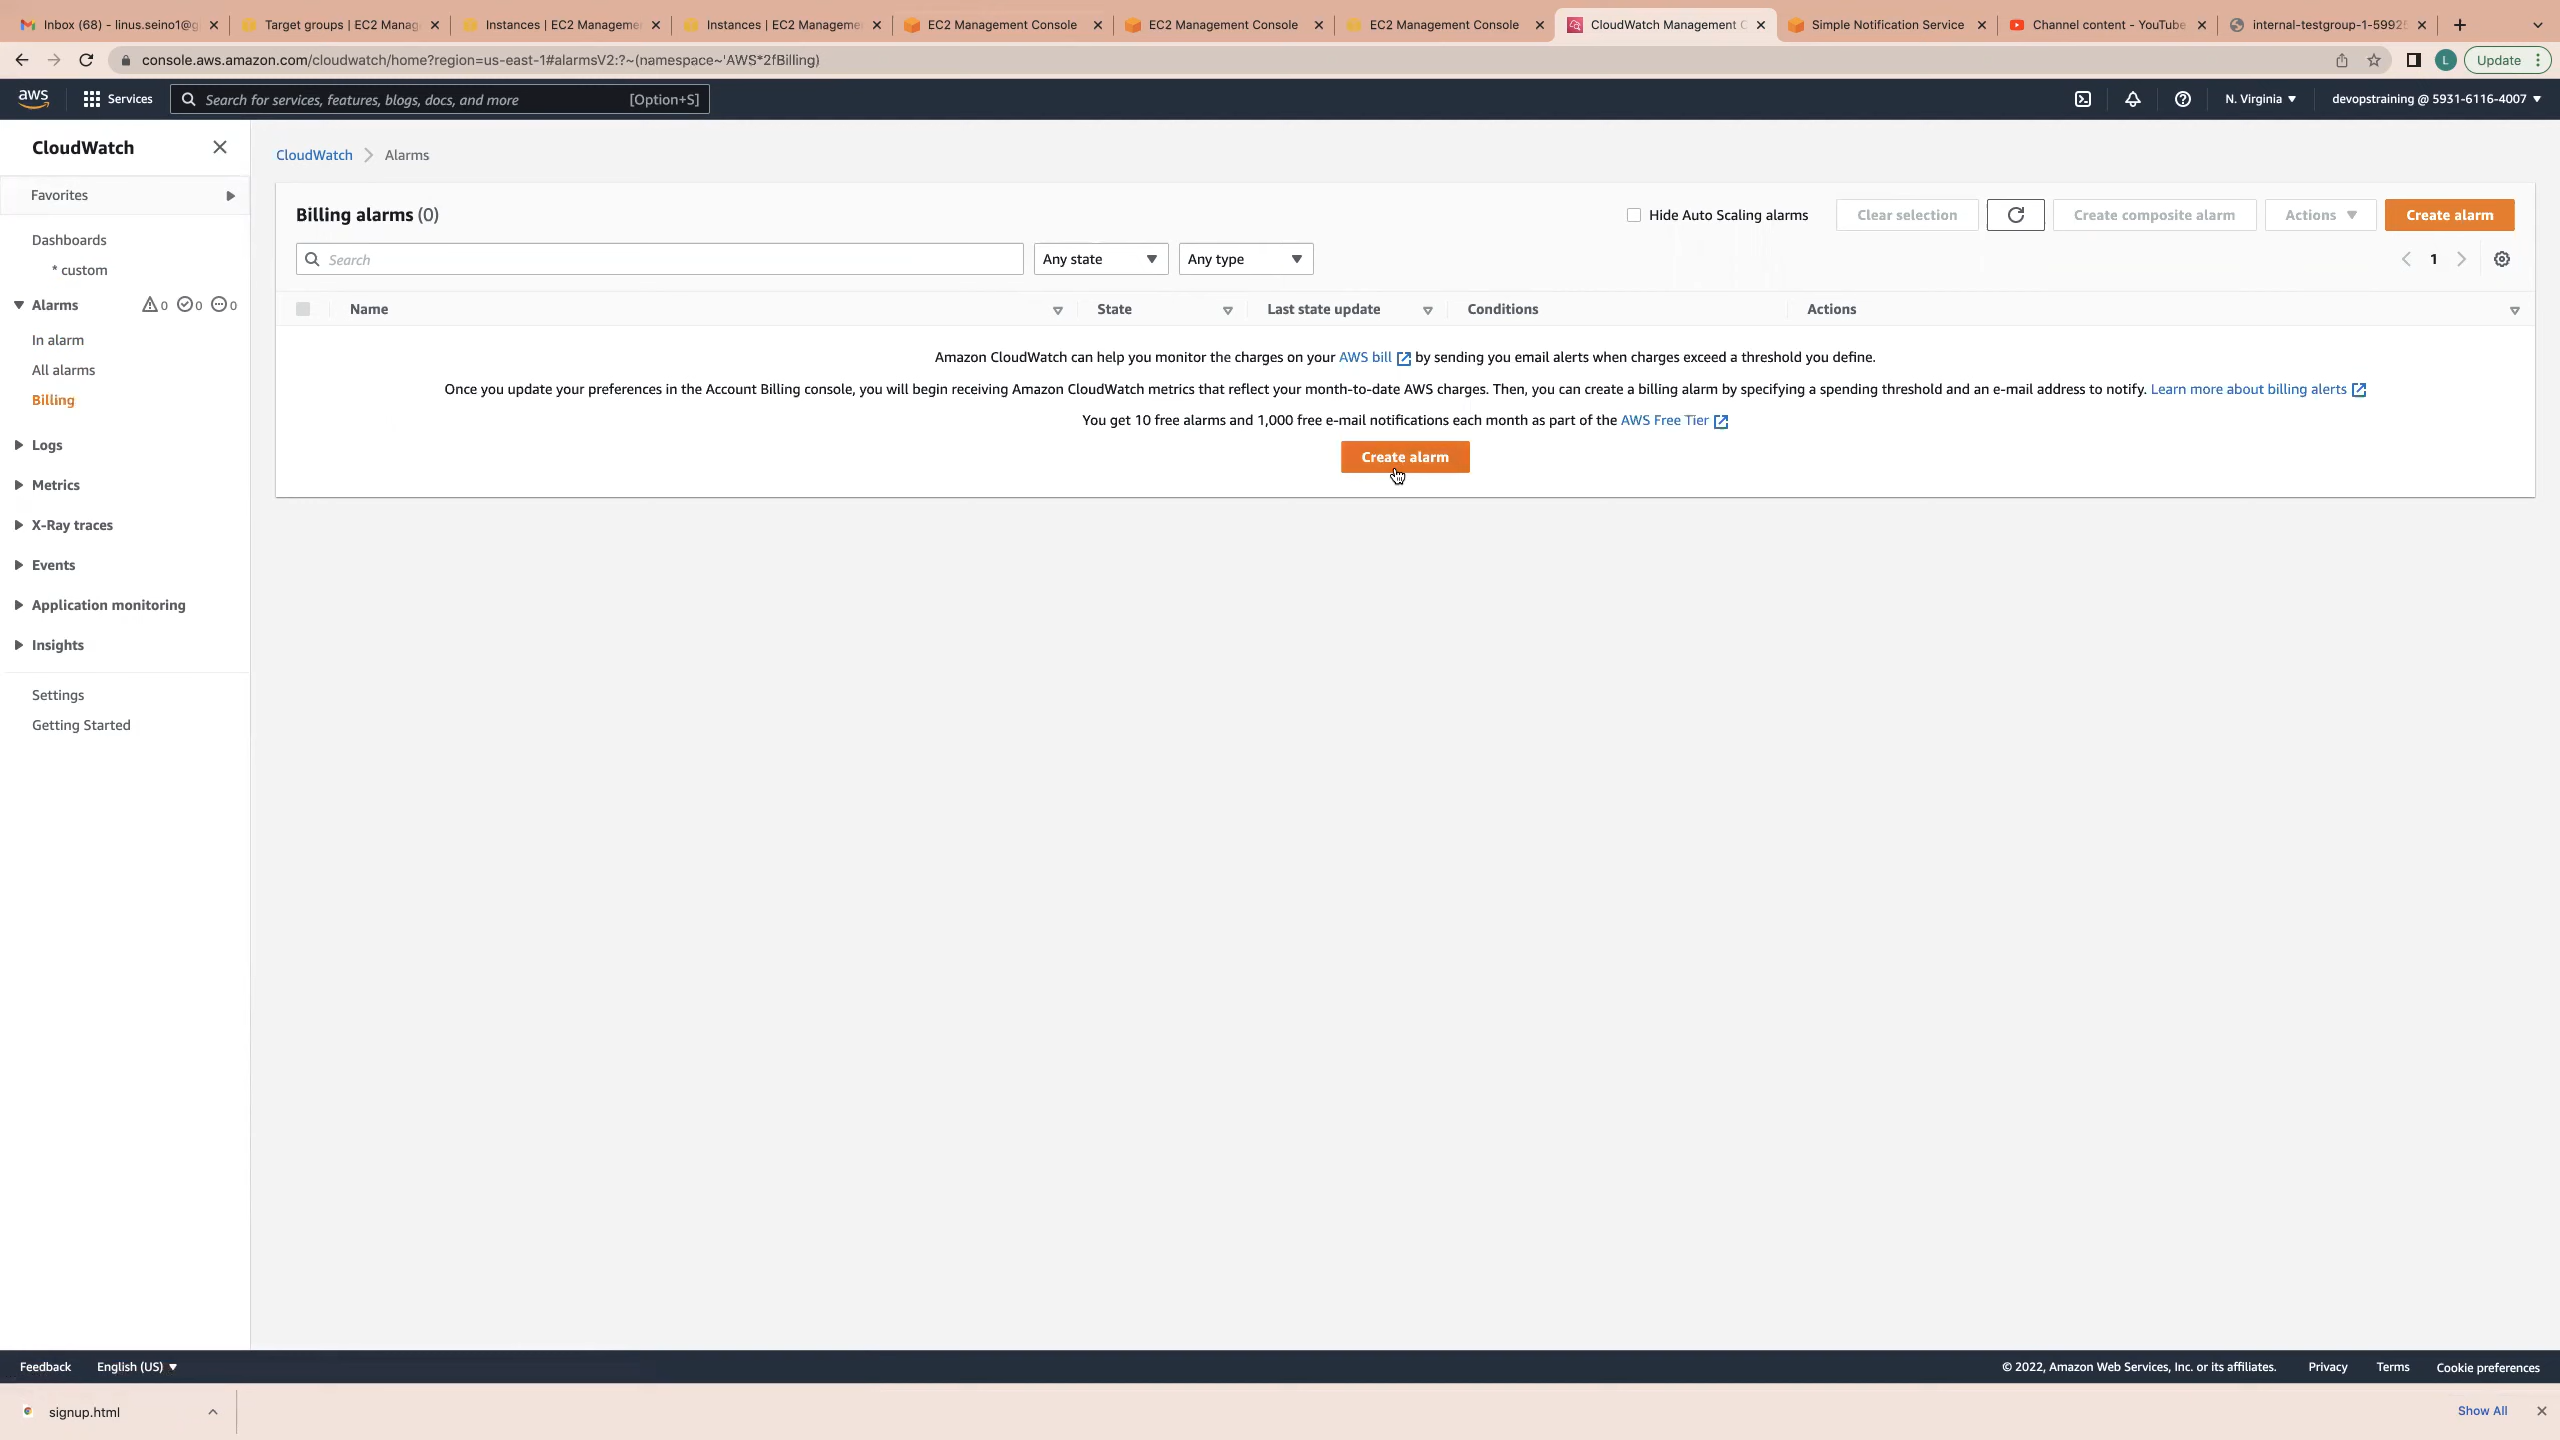 Inbox (68) - linus.seino1@g
Target groups | EC2 Manag
Instances | EC2 Manageme
Instances | EC2 Manageme
EC2 Management Console
EC2 Management Console
EC2 Management Console
CloudWatch Management C
Simple Notification Service
Channel content - YouTube
internal-testgroup-1-5992
console.aws.amazon.com/cloudwatch/home?region=us-east-1#alarmsV2:?~(namespace~'AWS*2fBilling)
L
Update
aws
Services
Search for services, features, blogs, docs, and more
[Option+S]
N. Virginia
devopstraining @ 5931-6116-4007
CloudWatch
CloudWatch
Alarms
Favorites
Dashboards
* custom
Alarms
0
0
0
In alarm
All alarms
Billing
Logs
Metrics
X-Ray traces
Events
Application monitoring
Insights
Settings
Getting Started
Billing alarms (0)
Hide Auto Scaling alarms
Clear selection
Create composite alarm
Actions
Create alarm
Search
Any state
Any type
1
Name
State
Last state update
Conditions
Actions
Amazon CloudWatch can help you monitor the charges on your AWS bill by sending you email alerts when charges exceed a threshold you define.
Once you update your preferences in the Account Billing console, you will begin receiving Amazon CloudWatch metrics that reflect your month-to-date AWS charges. Then, you can create a billing alarm by specifying a spending threshold and an e-mail address to notify. Learn more about billing alerts
You get 10 free alarms and 1,000 free e-mail notifications each month as part of the AWS Free Tier
Create alarm
Feedback
English (US)
© 2022, Amazon Web Services, Inc. or its affiliates.
Privacy
Terms
Cookie preferences
signup.html
Show All